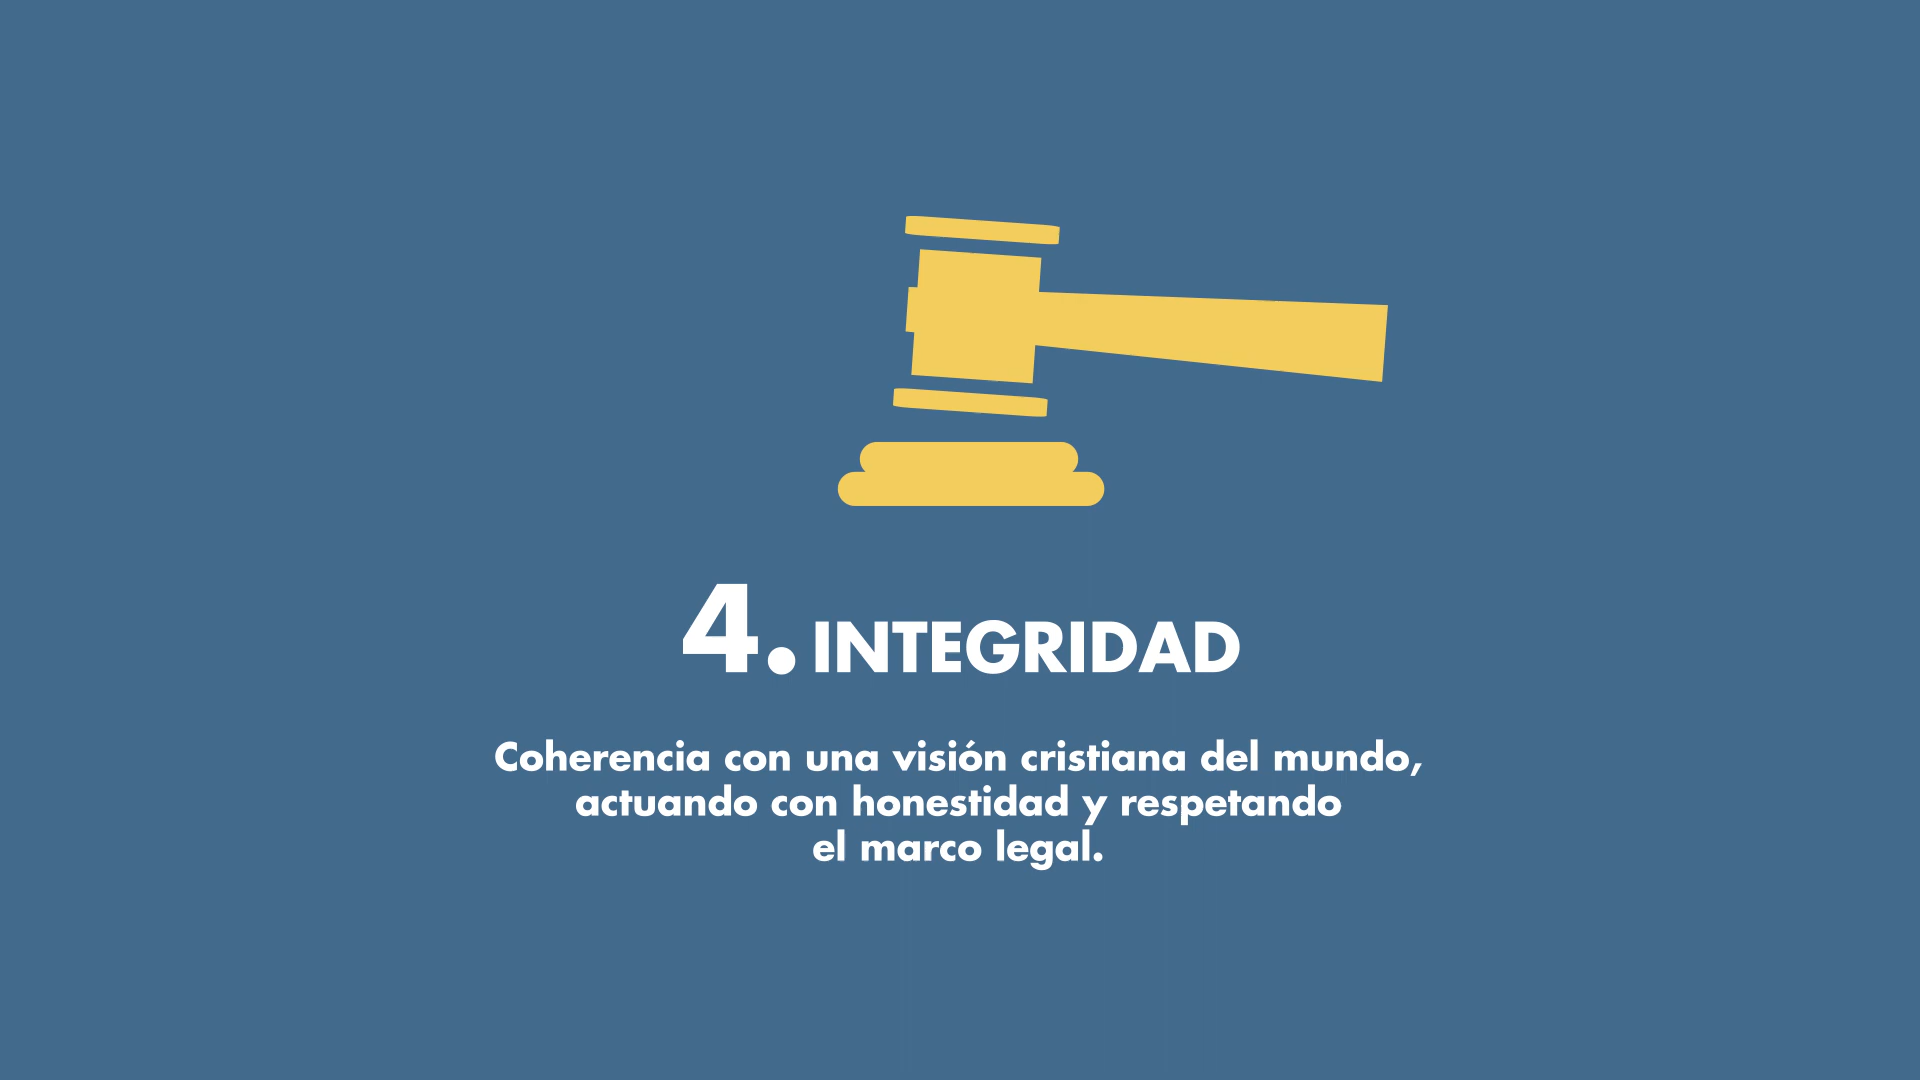 4. INTEGRIDAD
Coherencia con una visión cristiana del mundo,
actuando con honestidad y respetando
el marco legal.